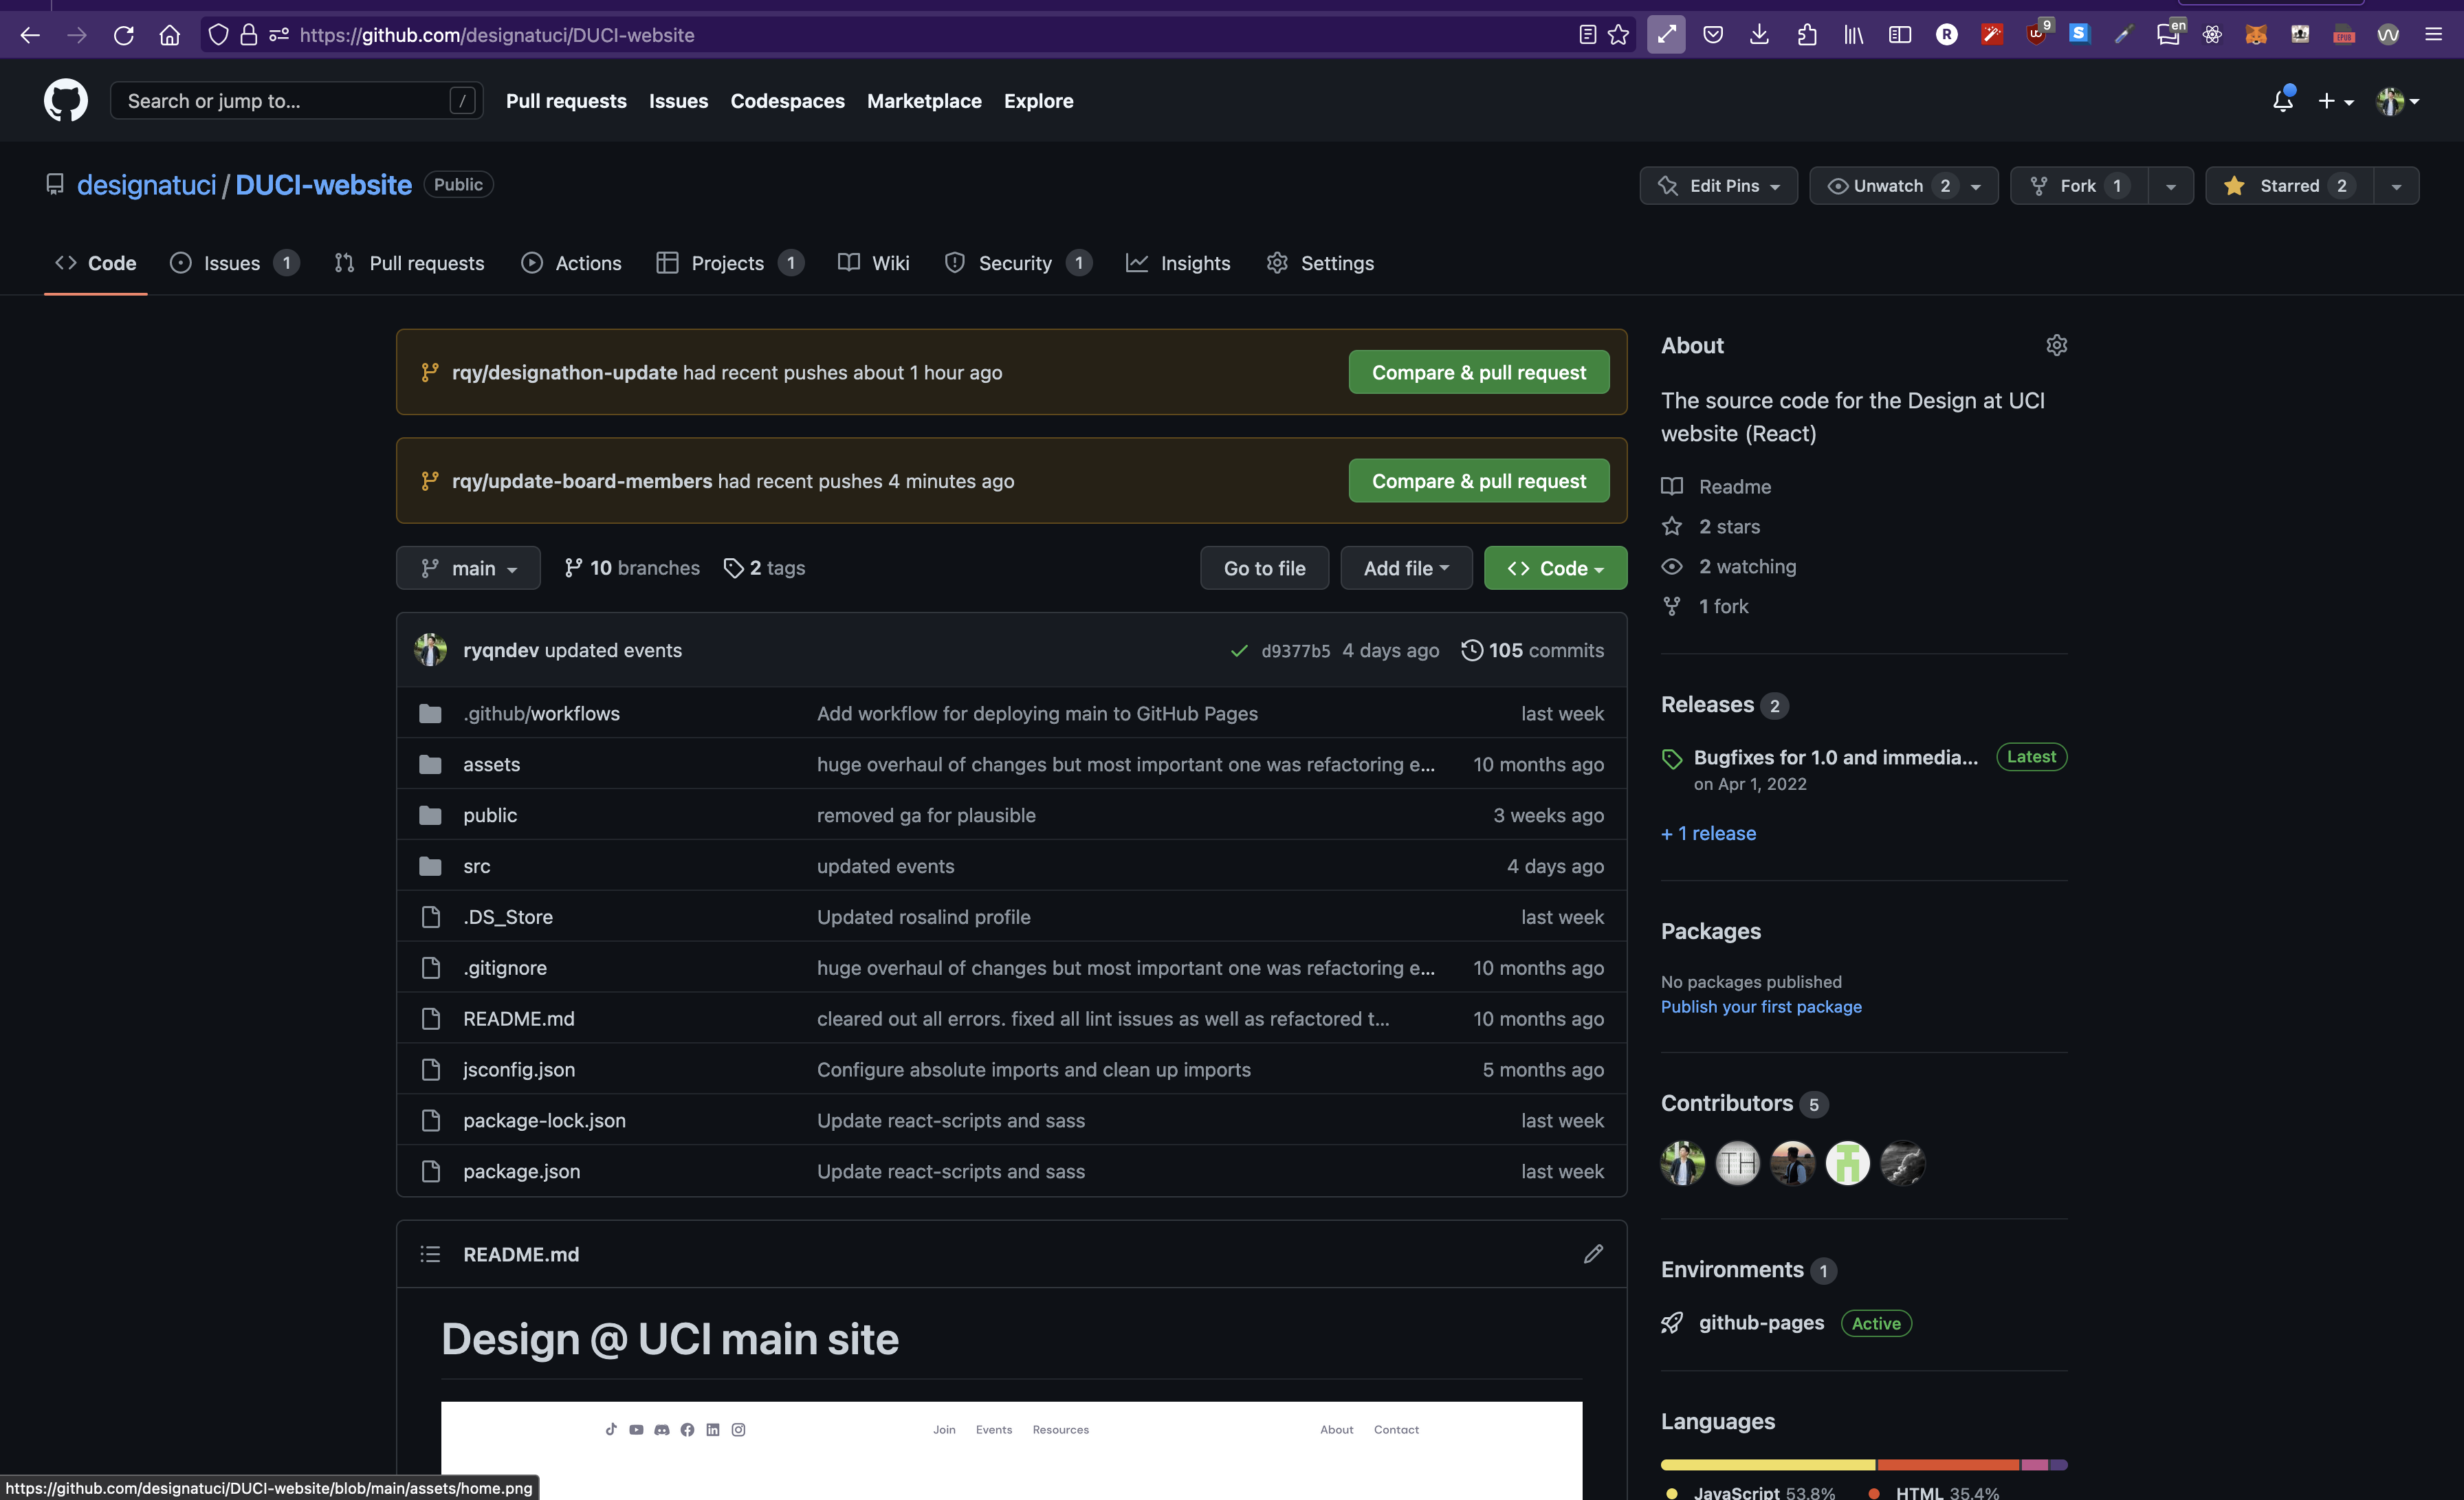 https://github.com/designatuci/DUCI-website
R
9
S
en
EPUB
Search or jump to...
/
Pull requests Issues Codespaces Marketplace Explore
designatuci / DUCI-website Public
Edit Pins
Unwatch 2
Fork 1
Starred 2
Code
Issues 1
Pull requests
Actions
Projects 1
Wiki
Security 1
Insights
Settings
rqy/designathon-update had recent pushes about 1 hour ago
Compare & pull request
rqy/update-board-members had recent pushes 4 minutes ago
Compare & pull request
main
10 branches
2 tags
Go to file
Add file
Code
ryqndev updated events
d9377b5 4 days ago
105 commits
.github/workflows Add workflow for deploying main to GitHub Pages last week
assets huge overhaul of changes but most important one was refactoring e... 10 months ago
public removed ga for plausible 3 weeks ago
src updated events 4 days ago
.DS_Store Updated rosalind profile last week
.gitignore huge overhaul of changes but most important one was refactoring e... 10 months ago
README.md cleared out all errors. fixed all lint issues as well as refactored t... 10 months ago
jsconfig.json Configure absolute imports and clean up imports 5 months ago
package-lock.json Update react-scripts and sass last week
package.json Update react-scripts and sass last week
README.md
Design @ UCI main site
Join Events Resources About Contact
https://github.com/designatuci/DUCI-website/blob/main/assets/home.png
About
The source code for the Design at UCI
website (React)
Readme
2 stars
2 watching
1 fork
Releases 2
Bugfixes for 1.0 and immedia... Latest
on Apr 1, 2022
+ 1 release
Packages
No packages published
Publish your first package
Contributors 5
TH
Environments 1
github-pages Active
Languages
JavaScript 53.8% HTML 35.4%